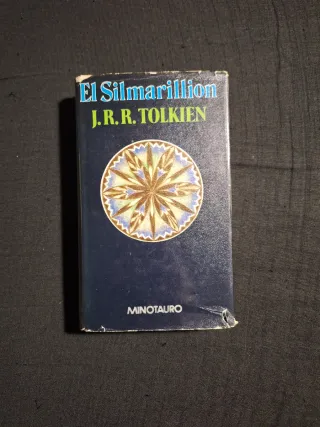 El Silmarillion
J.R.R. TOLKIEN
MINOTAURO